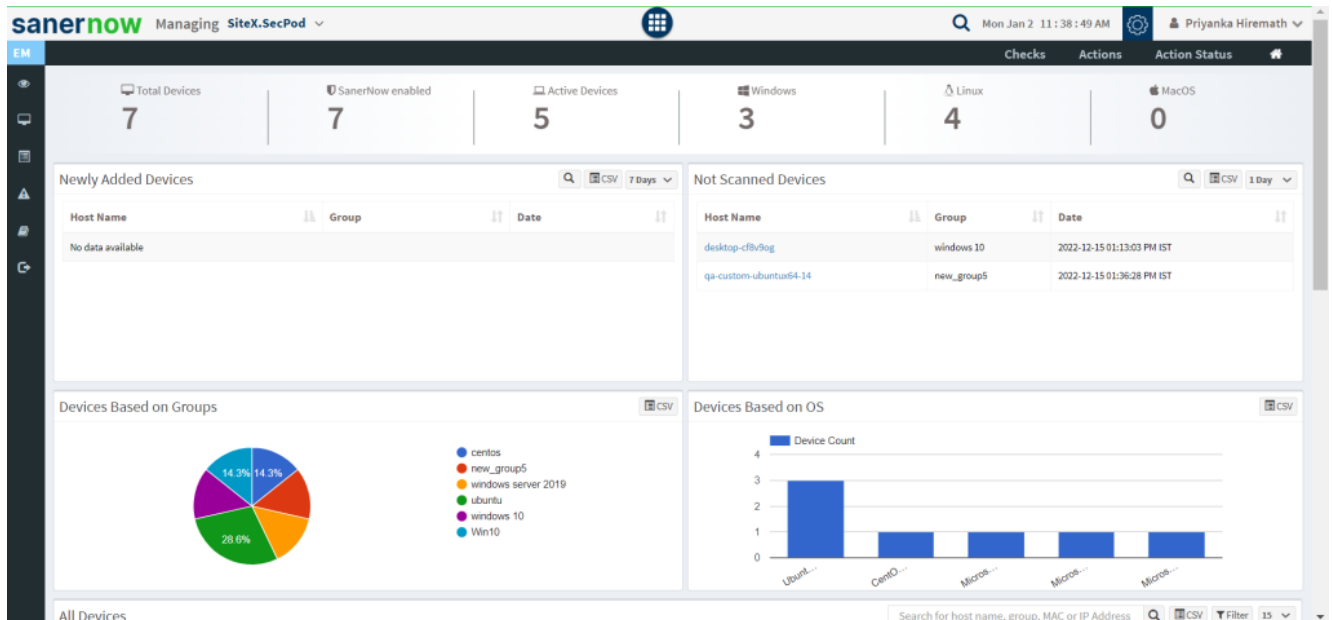 sanernow Managing SiteX.SecPod Mon Jan 2 11:38:49 AM Priyanka Hiremath
EM Checks Actions Action Status
Total Devices SanerNow enabled Active Devices Windows Linux MacOS
7 7 5 3 4 0
Newly Added Devices CSV 7 Days
Host Name Group Date
No data available
Not Scanned Devices CSV 1 Day
Host Name Group Date
desktop-cf8v9og windows 10 2022-12-15 01:13:03 PM IST
qa-custom-ubuntux64-14 new_group5 2022-12-15 01:36:28 PM IST
Devices Based on Groups CSV
14.3% 14.3%
28.6%
centos
new_group5
windows server 2019
ubuntu
windows 10
Win10
Devices Based on OS CSV
Device Count
4
3
2
1
0
Ubunt... CentO... Micros... Micros... Micros...
All Devices Search for host name, group, MAC or IP Address CSV Filter 15